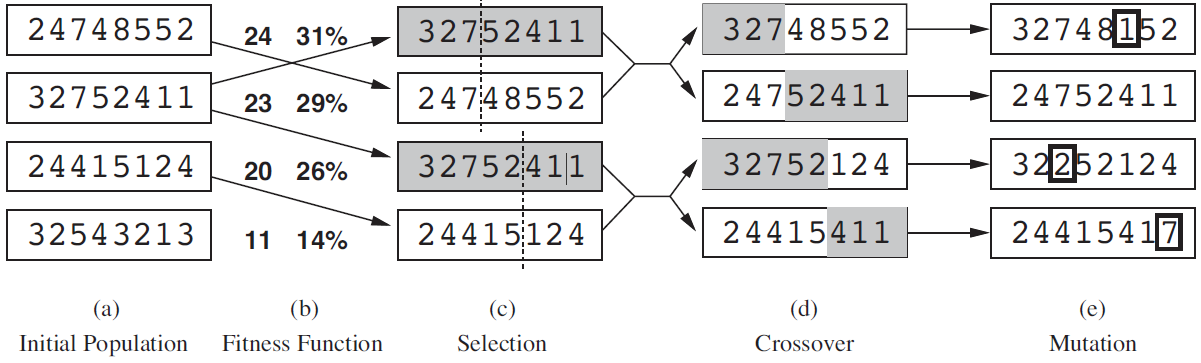 24748552 24 31% 32752411 32748552 32748152
32752411 23 29% 24748552 24752411 24752411
24415124 20 26% 32752411 32752124 32252124
32543213 11 14% 24415124 24415411 24415417
(a) (b) (c) (d) (e)
Initial Population Fitness Function Selection Crossover Mutation